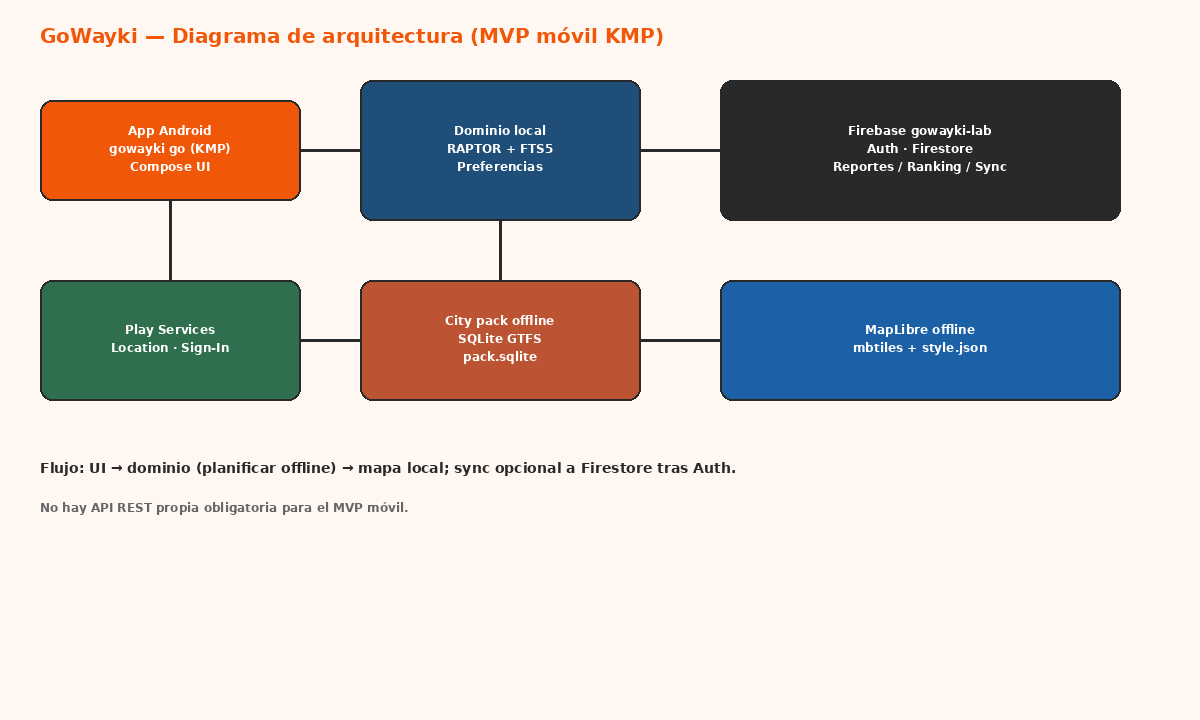 GoWayki — Diagrama de arquitectura (MVP móvil KMP)
App Android
gowayki go (KMP)
Compose UI
Dominio local
RAPTOR + FTS5
Preferencias
Firebase gowayki-lab
Auth · Firestore
Reportes / Ranking / Sync
Play Services
Location · Sign-In
City pack offline
SQLite GTFS
pack.sqlite
MapLibre offline
mbtiles + style.json
Flujo: UI → dominio (planificar offline) → mapa local; sync opcional a Firestore tras Auth.
No hay API REST propia obligatoria para el MVP móvil.